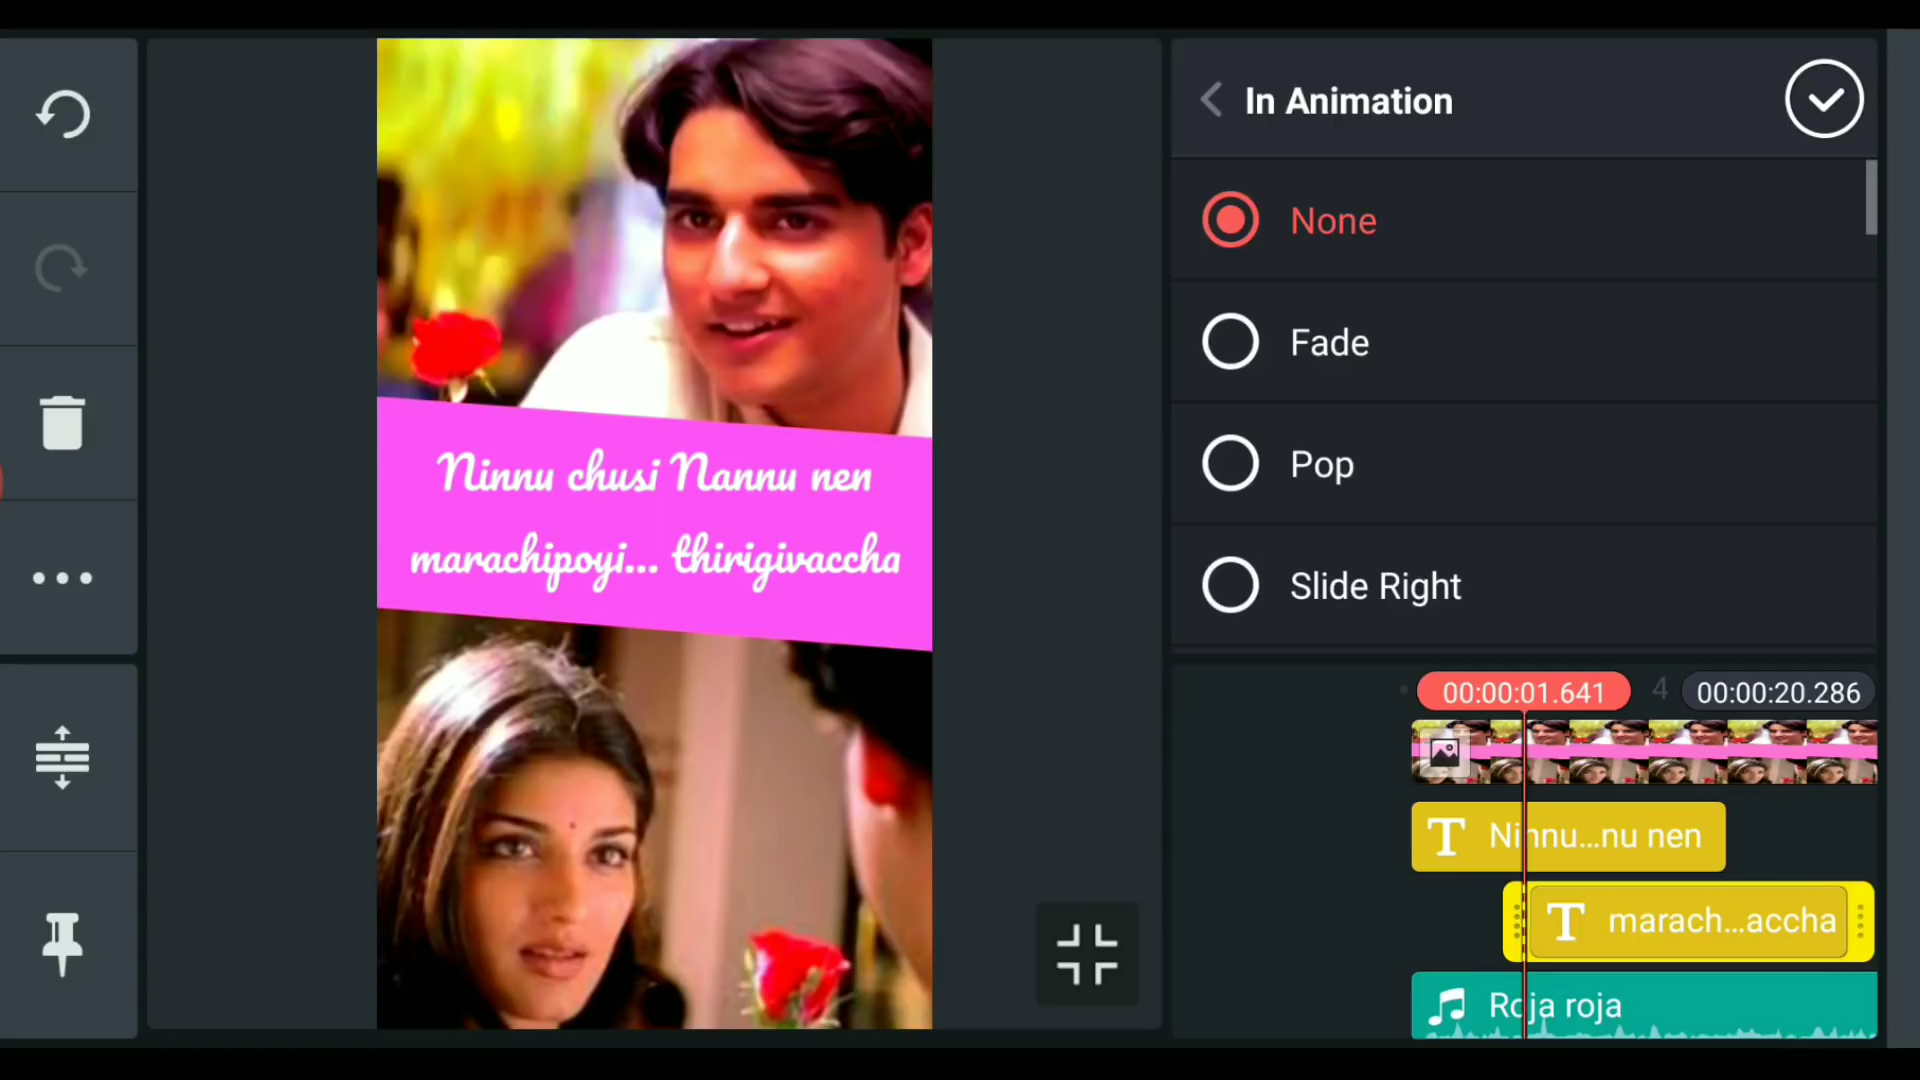 In Animation
None
Fade
Pop
Slide Right
Ninnu chusi Nannu nen
marachipoyi... thirigivaccha
00:00:01.641
4
00:00:20.286
T Ninnu...nu nen
T marach...accha
Roja roja